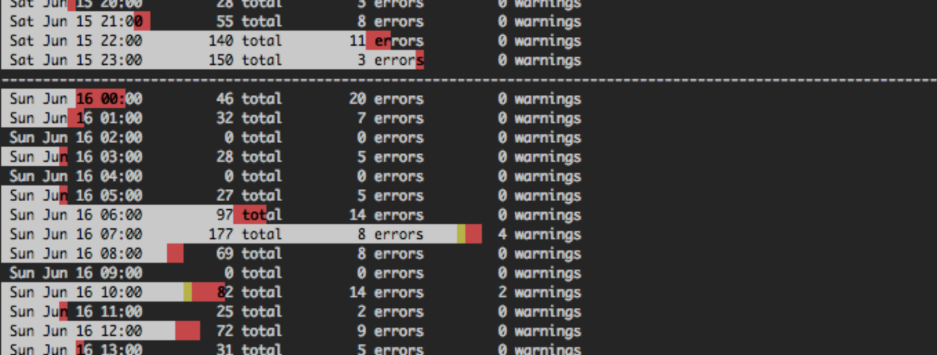 Sat Jun 15 20:00 28 total 3 errors 0 warnings
Sat Jun 15 21:00 55 total 8 errors 0 warnings
Sat Jun 15 22:00 140 total 11 errors 0 warnings
Sat Jun 15 23:00 150 total 3 errors 0 warnings
Sun Jun 16 00:00 46 total 20 errors 0 warnings
Sun Jun 16 01:00 32 total 7 errors 0 warnings
Sun Jun 16 02:00 0 total 0 errors 0 warnings
Sun Jun 16 03:00 28 total 5 errors 0 warnings
Sun Jun 16 04:00 0 total 0 errors 0 warnings
Sun Jun 16 05:00 27 total 5 errors 0 warnings
Sun Jun 16 06:00 97 total 14 errors 0 warnings
Sun Jun 16 07:00 177 total 8 errors 4 warnings
Sun Jun 16 08:00 69 total 8 errors 0 warnings
Sun Jun 16 09:00 0 total 0 errors 0 warnings
Sun Jun 16 10:00 82 total 14 errors 2 warnings
Sun Jun 16 11:00 25 total 2 errors 0 warnings
Sun Jun 16 12:00 72 total 9 errors 0 warnings
Sun Jun 16 13:00 31 total 5 errors 0 warnings